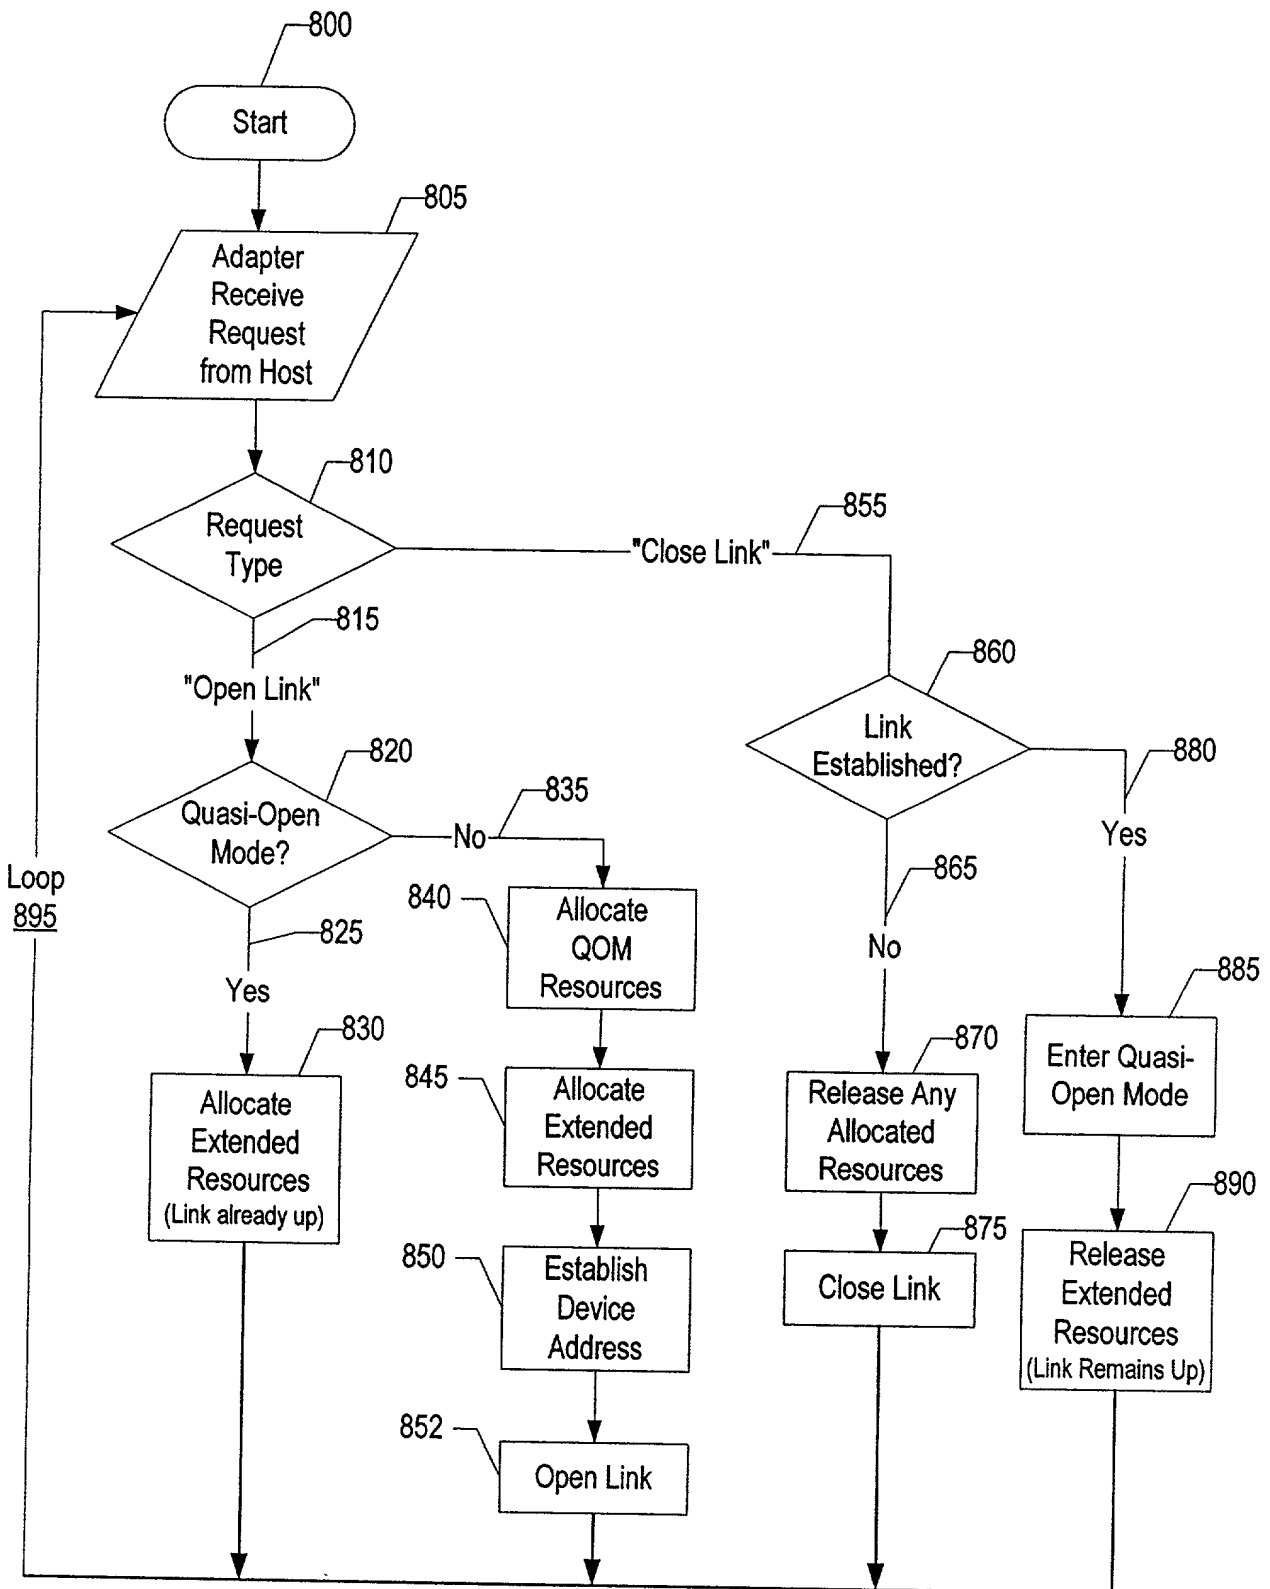 800
Start
805
Adapter
Receive
Request
from Host
810
Request
Type
855
"Close Link"
815
"Open Link"
860
Link
Established?
880
Yes
820
Quasi-Open
Mode?
835
No
865
No
Loop
895
825
Yes
840
Allocate
QOM
Resources
885
Enter Quasi-
Open Mode
830
Allocate
Extended
Resources
(Link already up)
845
Allocate
Extended
Resources
870
Release Any
Allocated
Resources
890
Release
Extended
Resources
(Link Remains Up)
850
Establish
Device
Address
875
Close Link
852
Open Link